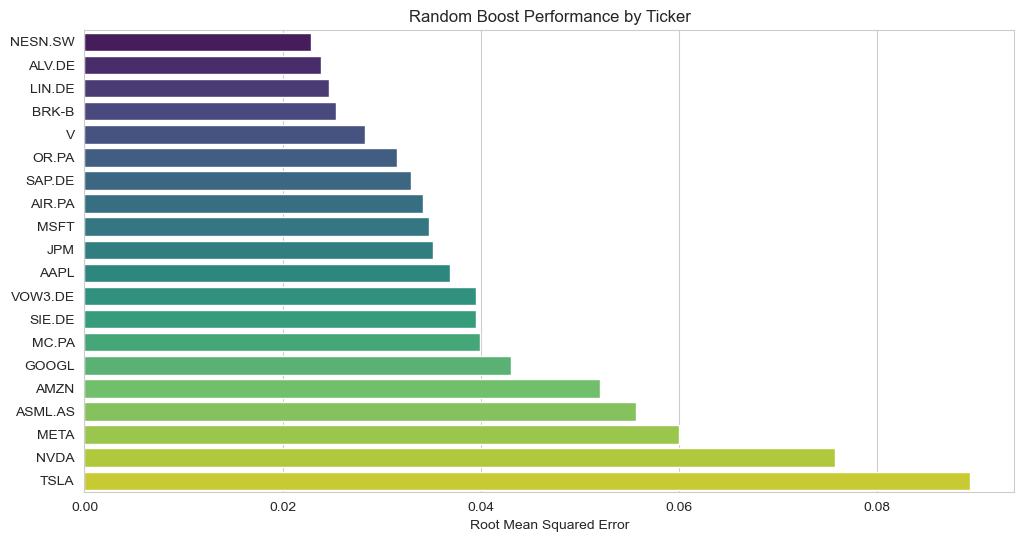 Random Boost Performance by Ticker
NESN.SW
ALV.DE
LIN.DE
BRK-B
V
OR.PA
SAP.DE
AIR.PA
MSFT
JPM
AAPL
VOW3.DE
SIE.DE
MC.PA
GOOGL
AMZN
ASML.AS
META
NVDA
TSLA
0.00 0.02 0.04 0.06 0.08
Root Mean Squared Error